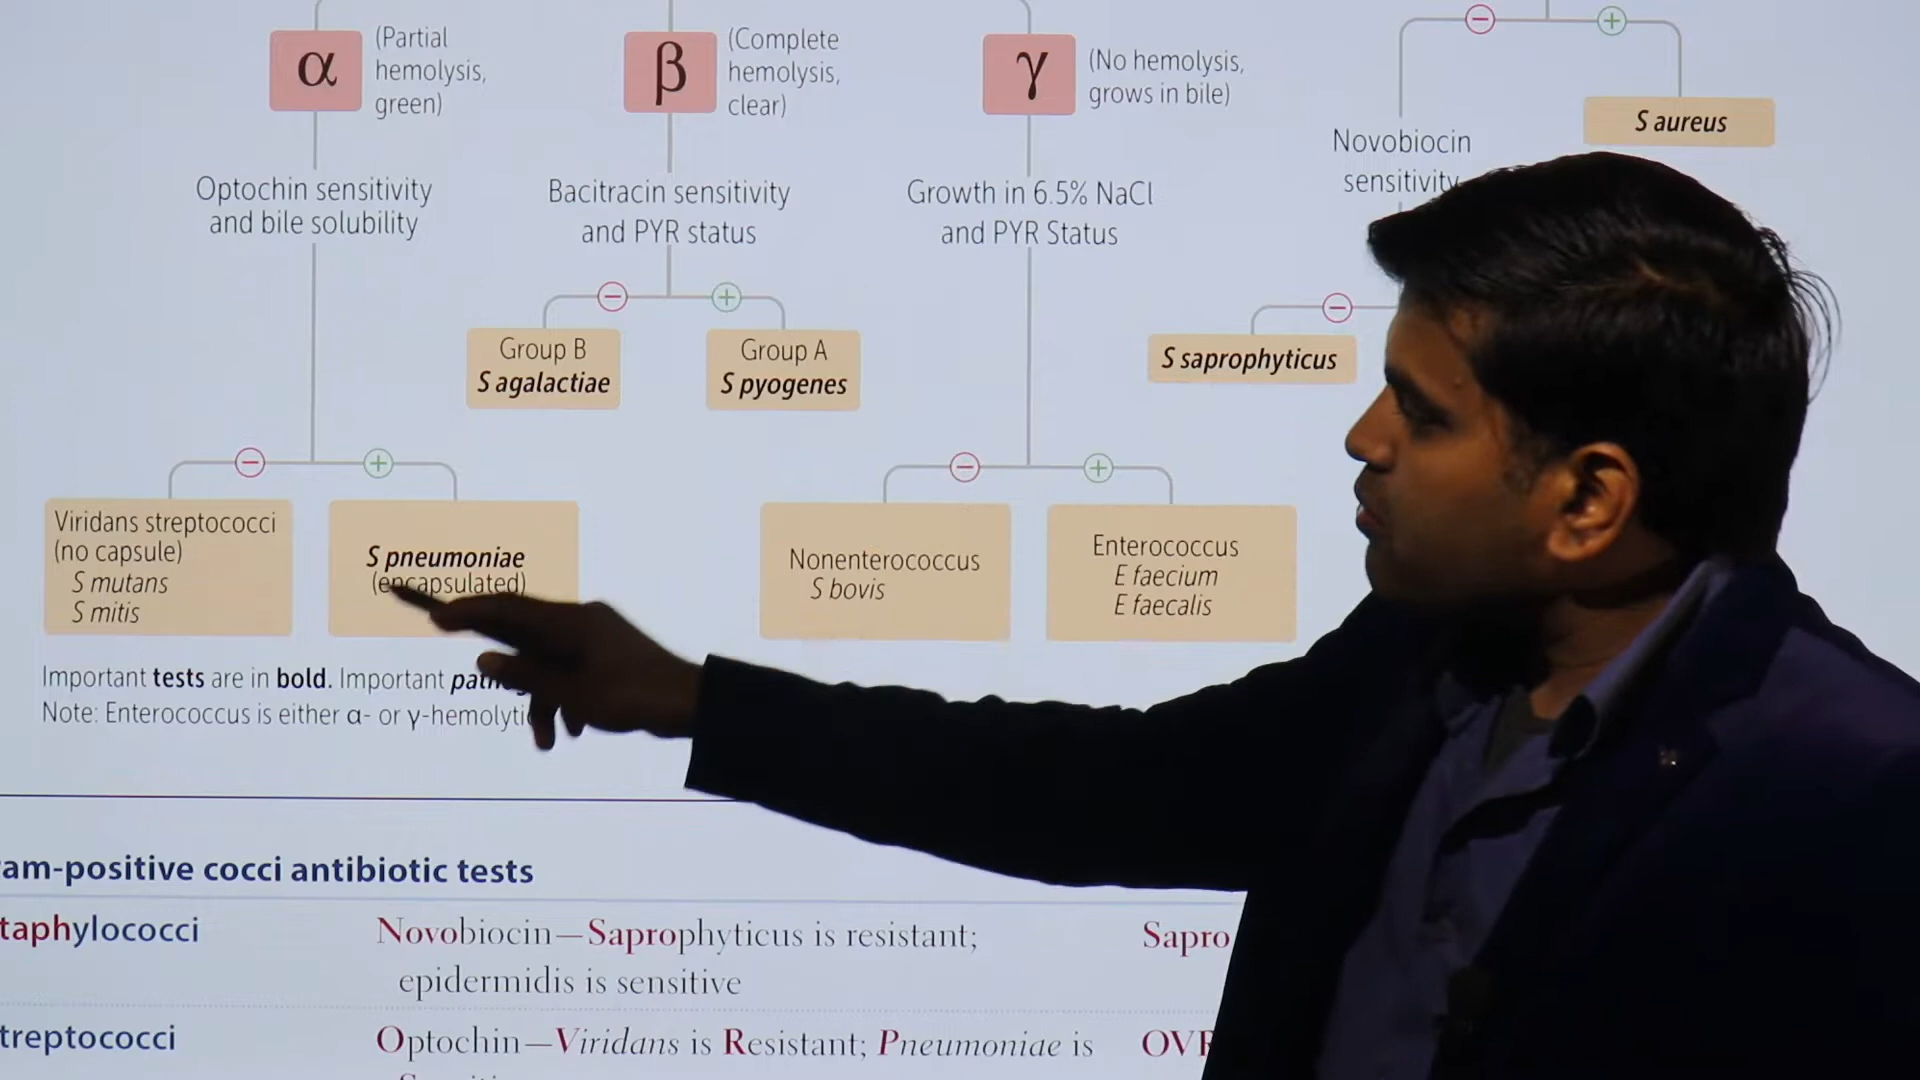 α
(Partial
hemolysis,
green)
β
(Complete
hemolysis,
clear)
γ
(No hemolysis,
grows in bile)
−
+
S aureus
Novobiocin
sensitivity
Optochin sensitivity
and bile solubility
Bacitracin sensitivity
and PYR status
Growth in 6.5% NaCl
and PYR Status
−
+
−
Group B
S agalactiae
Group A
S pyogenes
S saprophyticus
−
+
−
+
Viridans streptococci
(no capsule)
S mutans
S mitis
S pneumoniae
(encapsulated)
Nonenterococcus
S bovis
Enterococcus
E faecium
E faecalis
Important tests are in bold. Important
Note: Enterococcus is either α- or γ-hemolytic
am-positive cocci antibiotic tests
taphylococci
Novobiocin—Saprophyticus is resistant;
epidermidis is sensitive
Sapro
treptococci
Optochin—Viridans is Resistant; Pneumoniae is
OVR